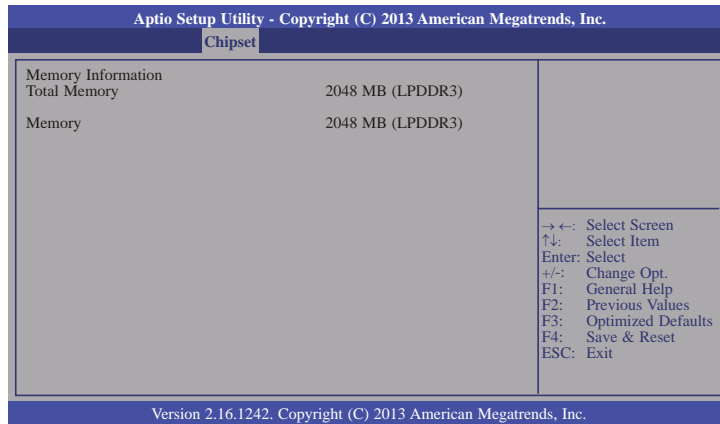 Aptio Setup Utility - Copyright (C) 2013 American Megatrends, Inc.
Chipset
Memory Information
Total Memory 2048 MB (LPDDR3)
Memory 2048 MB (LPDDR3)
→←: Select Screen
↑↓: Select Item
Enter: Select
+/-: Change Opt.
F1: General Help
F2: Previous Values
F3: Optimized Defaults
F4: Save & Reset
ESC: Exit
Version 2.16.1242. Copyright (C) 2013 American Megatrends, Inc.